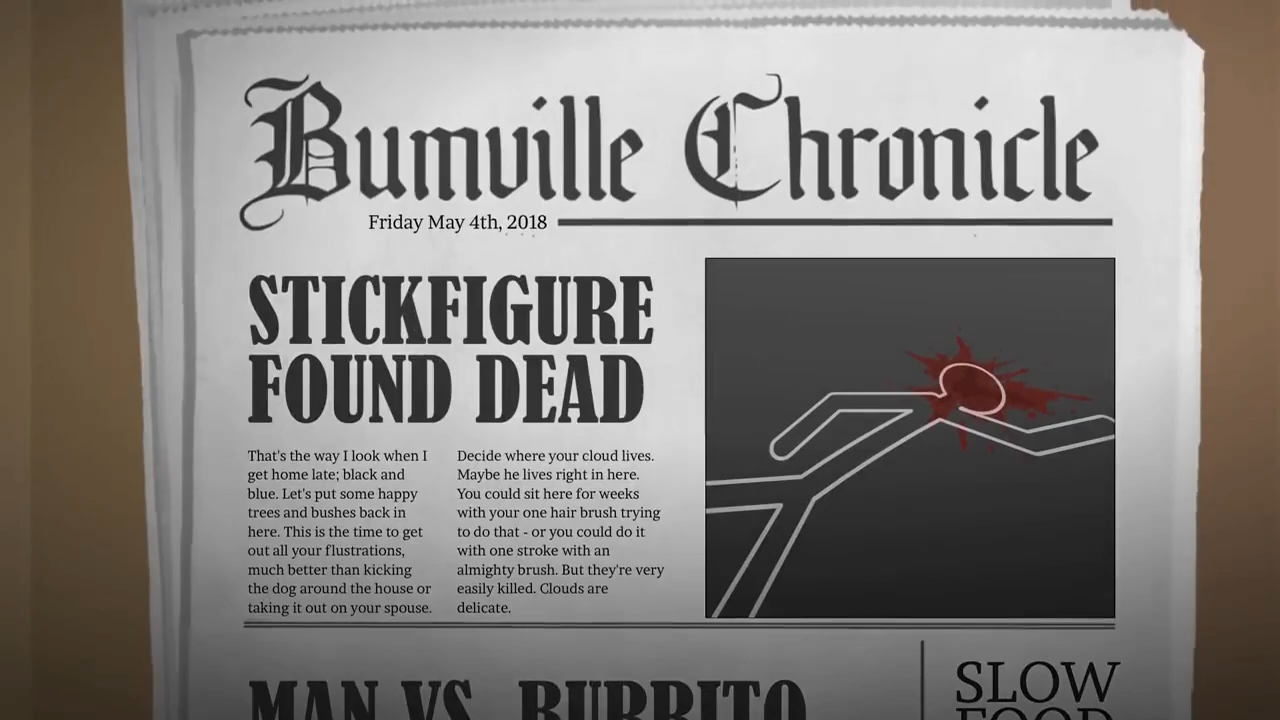 Bumville Chronicle
Friday May 4th, 2018
STICKFIGURE
FOUND DEAD
That's the way I look when I
get home late; black and
blue. Let's put some happy
trees and bushes back in
here. This is the time to get
out all your flustrations,
much better than kicking
the dog around the house or
taking it out on your spouse.
Decide where your cloud lives.
Maybe he lives right in here.
You could sit here for weeks
with your one hair brush trying
to do that - or you could do it
with one stroke with an
almighty brush. But they're very
easily killed. Clouds are
delicate.
MAN VS. BURRITO
SLOW
FOOD